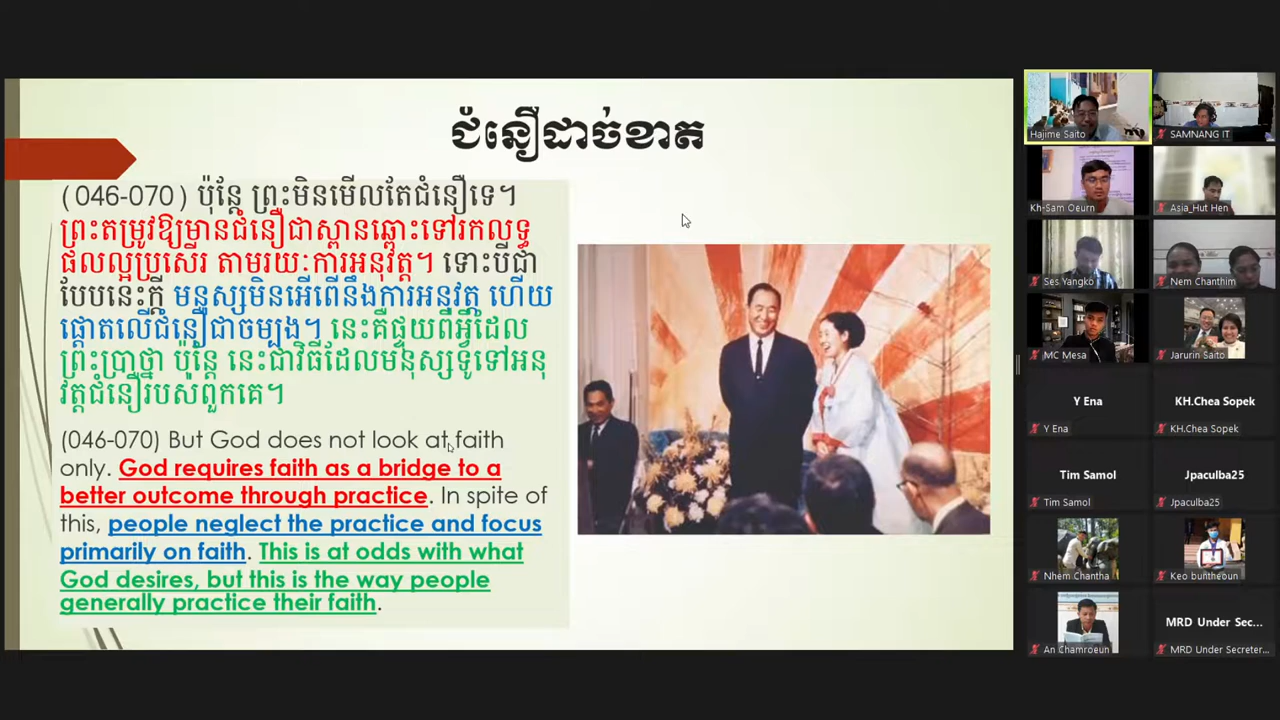 ជំនឿដាច់ខាត
(046-070) ប៉ុន្តែ ព្រះមិនមើលតែជំនឿទេ។
ព្រះតម្រូវឱ្យមានជំនឿជាស្ពានឆ្ពោះទៅរកលទ្ធ
ផលល្អប្រសើរ តាមរយៈការអនុវត្ត។ ទោះបីជា
បែបនេះក្តី មនុស្សមិនអើពើនឹងការអនុវត្ត ហើយ
ផ្តោតលើជំនឿជាចម្បង។ នេះគឺផ្ទុយពីអ្វីដែល
ព្រះប្រាថ្នា ប៉ុន្តែ នេះជាវិធីដែលមនុស្សទូទៅអនុ
វត្តជំនឿរបស់ពួកគេ។
(046-070) But God does not look at faith
only. God requires faith as a bridge to a
better outcome through practice. In spite of
this, people neglect the practice and focus
primarily on faith. This is at odds with what
God desires, but this is the way people
generally practice their faith.
Hajime Saito
SAMNANG IT
Kh-Sam Oeurn
Asia_Hut Hen
Ses Yangko
Nem Chanthim
MC Mesa
Jarurin Saito
Y Ena
Y Ena
KH.Chea Sopek
KH.Chea Sopek
Tim Samol
Tim Samol
Jpaculba25
Jpaculba25
Nhem Chantha
Keo buntheoun
An Chamroeun
MRD Under Sec...
MRD Under Secreter...